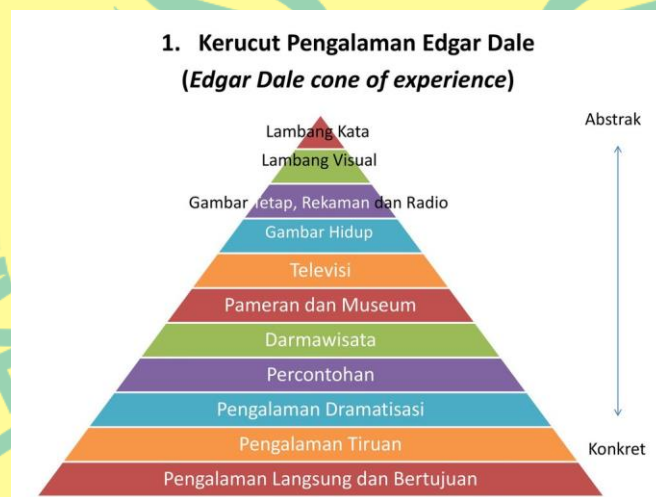 1. Kerucut Pengalaman Edgar Dale
(Edgar Dale cone of experience)
Abstrak
Lambang Kata
Lambang Visual
Gambar Tetap, Rekaman dan Radio
Gambar Hidup
Televisi
Pameran dan Museum
Darmawisata
Percontohan
Pengalaman Dramatisasi
Pengalaman Tiruan
Konkret
Pengalaman Langsung dan Bertujuan